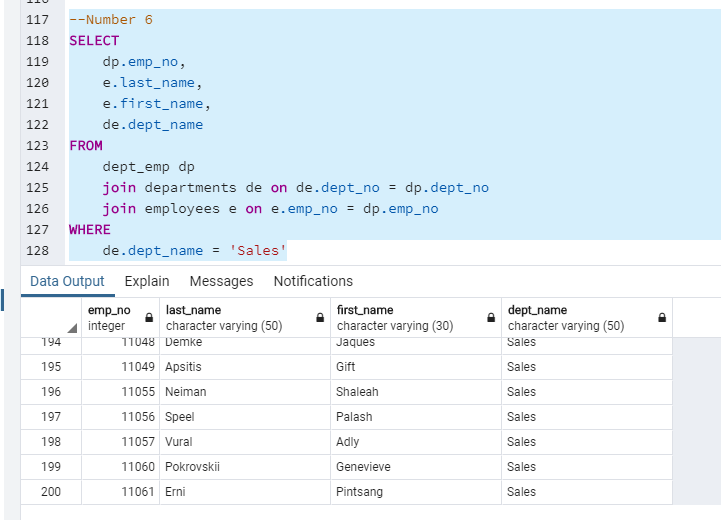 116
117 --Number 6
118 SELECT
119 dp.emp_no,
120 e.last_name,
121 e.first_name,
122 de.dept_name
123 FROM
124 dept_emp dp
125 join departments de on de.dept_no = dp.dept_no
126 join employees e on e.emp_no = dp.emp_no
127 WHERE
128 de.dept_name = 'Sales'
Data Output Explain Messages Notifications
emp_no last_name first_name dept_name
integer character varying (50) character varying (30) character varying (50)
194 11048 Demke Jaques Sales
195 11049 Apsitis Gift Sales
196 11055 Neiman Shaleah Sales
197 11056 Speel Palash Sales
198 11057 Vural Adly Sales
199 11060 Pokrovskii Genevieve Sales
200 11061 Erni Pintsang Sales